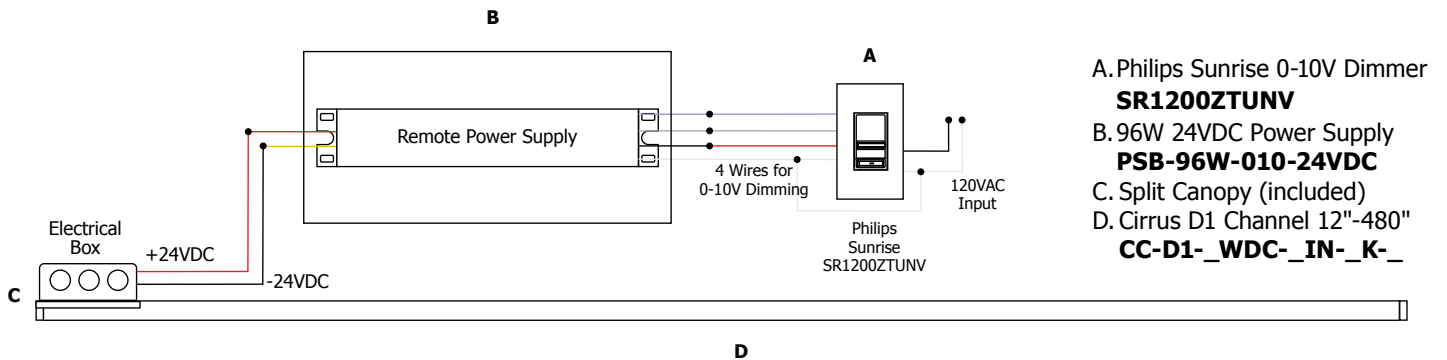 B
A
Remote Power Supply
4 Wires for
0-10V Dimming
120VAC
Input
Philips
Sunrise
SR1200ZTUNV
Electrical
Box
+24VDC
-24VDC
C
D
A. Philips Sunrise 0-10V Dimmer
SR1200ZTUNV
B. 96W 24VDC Power Supply
PSB-96W-010-24VDC
C. Split Canopy (included)
D. Cirrus D1 Channel 12"-480"
CC-D1-_WDC-_IN-_K-_